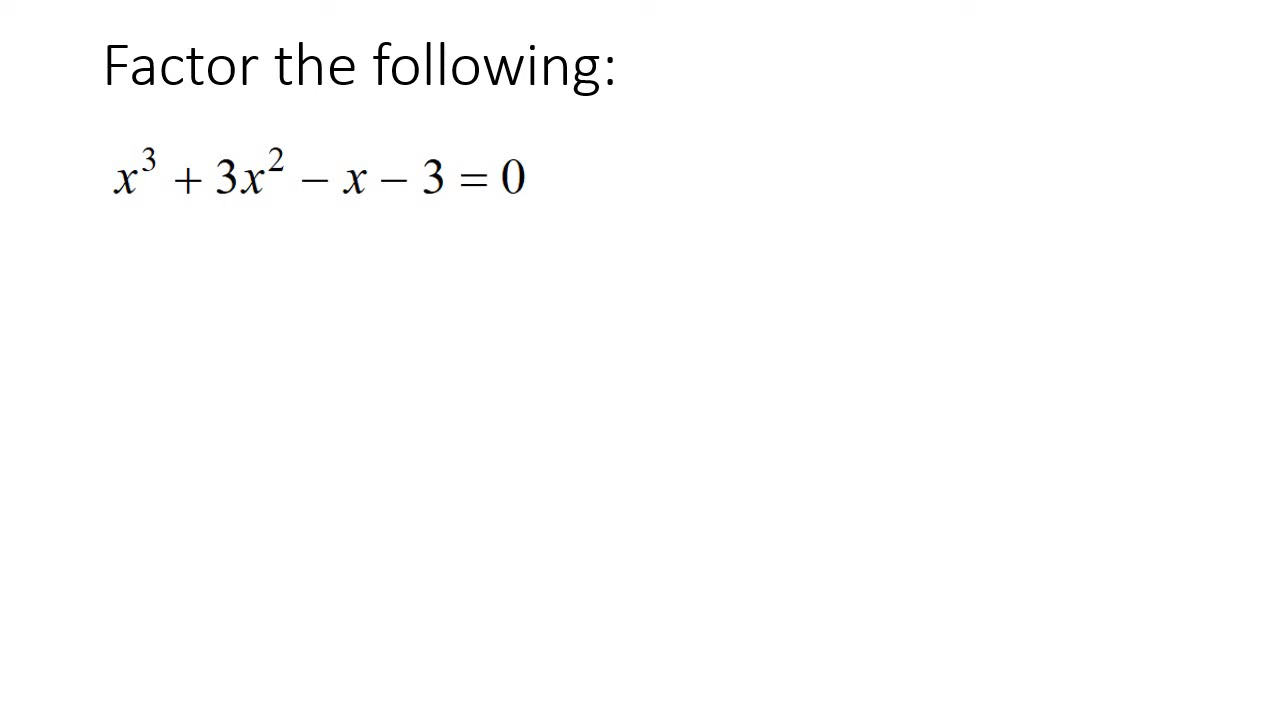 Factor the following:
x³ + 3x² − x − 3 = 0